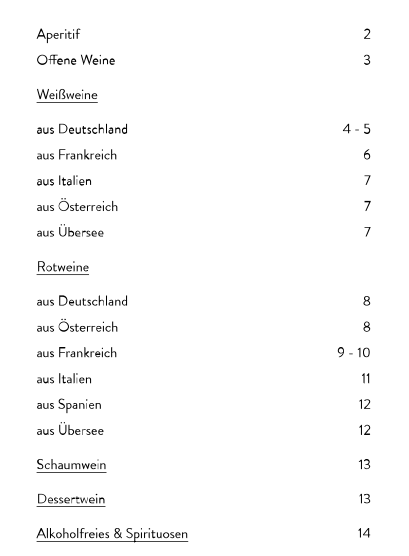 Aperitif 2
Offene Weine 3
Weißweine
aus Deutschland 4 - 5
aus Frankreich 6
aus Italien 7
aus Österreich 7
aus Übersee 7
Rotweine
aus Deutschland 8
aus Österreich 8
aus Frankreich 9 - 10
aus Italien 11
aus Spanien 12
aus Übersee 12
Schaumwein 13
Dessertwein 13
Alkoholfreies & Spirituosen 14